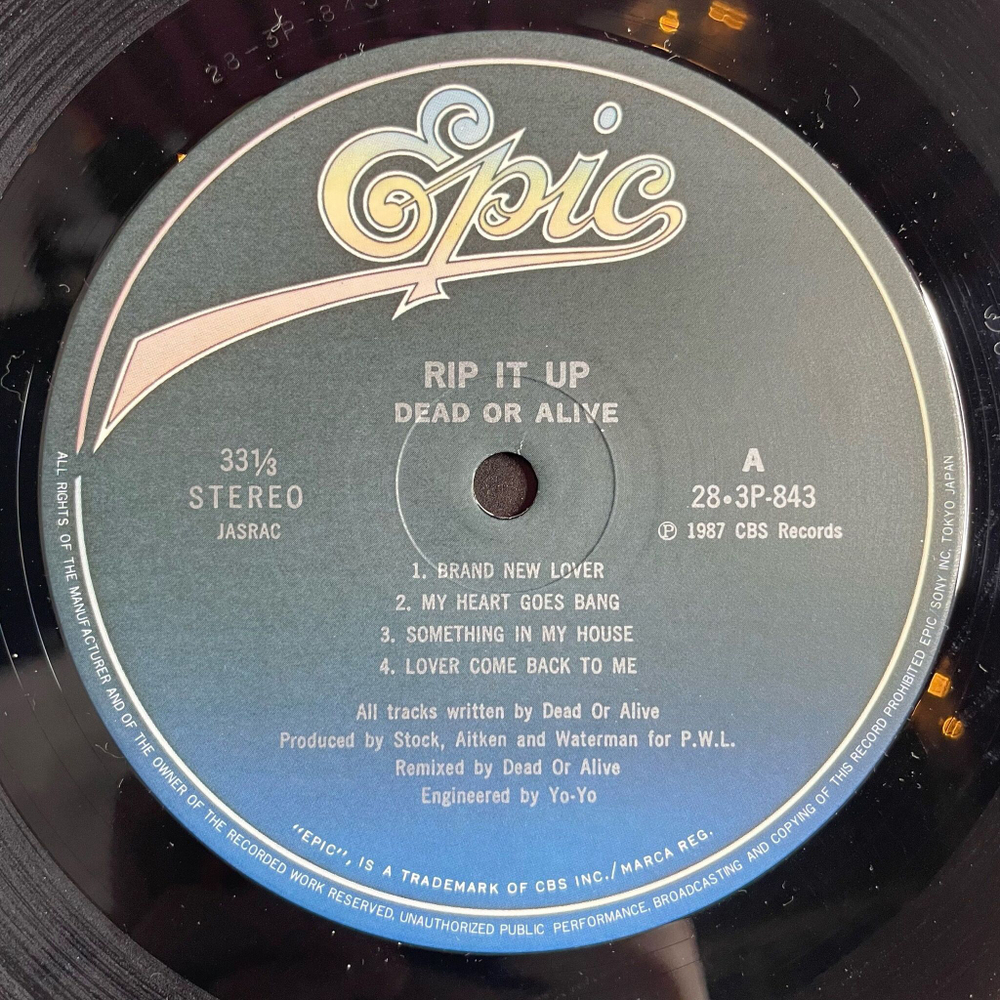 28-3P-843
Epic
RIP IT UP
DEAD OR ALIVE
33⅓
STEREO
JASRAC
A
28•3P-843
Ⓟ 1987 CBS Records
1. BRAND NEW LOVER
2. MY HEART GOES BANG
3. SOMETHING IN MY HOUSE
4. LOVER COME BACK TO ME
All tracks written by Dead Or Alive
Produced by Stock, Aitken and Waterman for P.W.L.
Remixed by Dead Or Alive
Engineered by Yo-Yo
"EPIC", IS A TRADEMARK OF CBS INC./MARCA REG.
ALL RIGHTS OF THE MANUFACTURER AND OF THE OWNER OF THE RECORDED WORK RESERVED, UNAUTHORIZED PUBLIC PERFORMANCE, BROADCASTING AND COPYING OF THIS RECORD PROHIBITED EPIC/SONY INC. TOKYO JAPAN